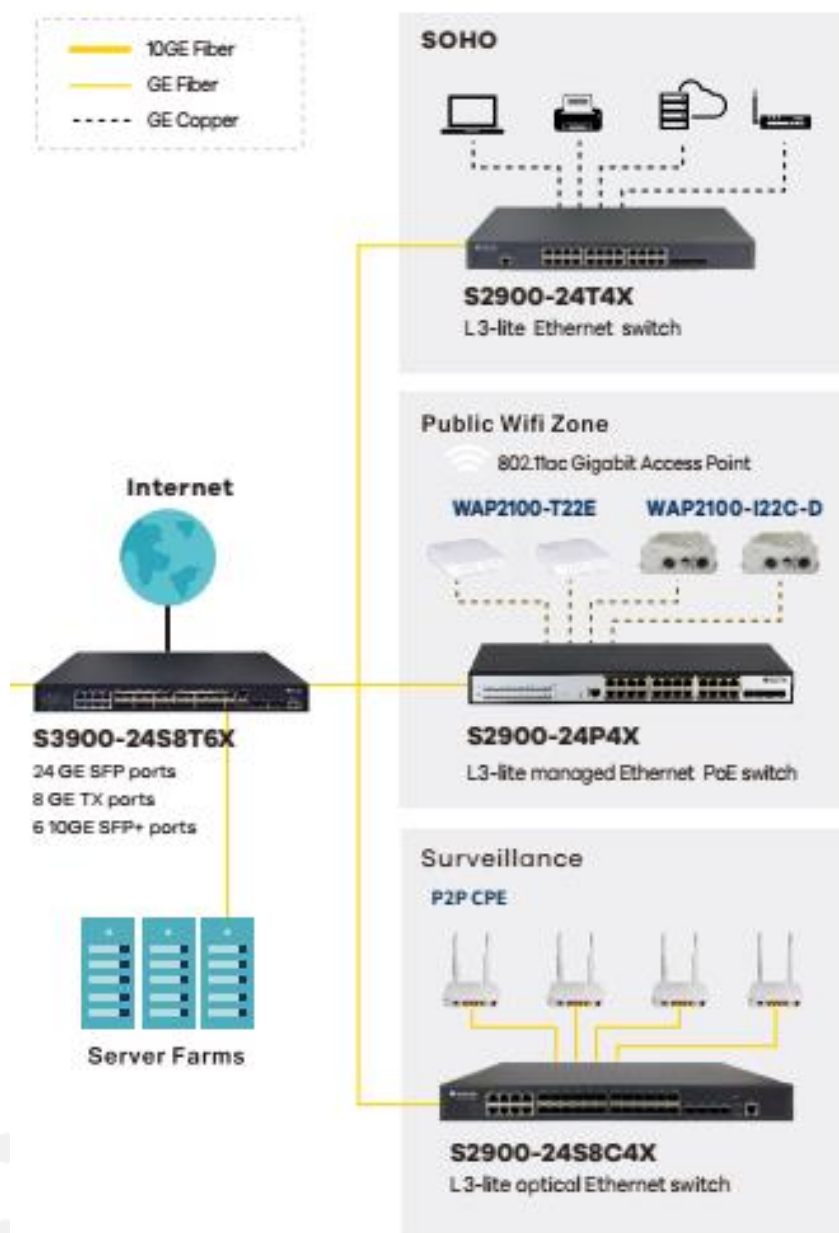 10GE Fiber
GE Fiber
GE Copper
SOHO
S2900-24T4X
L3-lite Ethernet switch
Public Wifi Zone
802.11ac Gigabit Access Point
WAP2100-T22E
WAP2100-I22C-D
S2900-24P4X
L3-lite managed Ethernet PoE switch
Internet
S3900-24S8T6X
24 GE SFP ports
8 GE TX ports
6 10GE SFP+ ports
Server Farms
Surveillance
P2P CPE
S2900-24S8C4X
L3-lite optical Ethernet switch